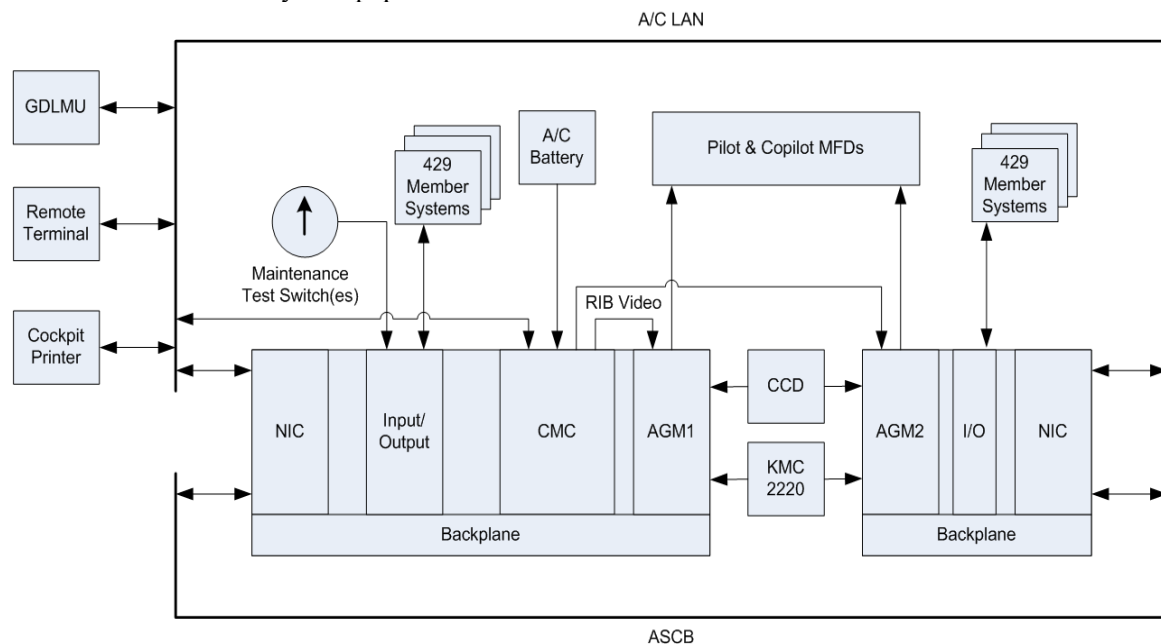 A/C LAN
GDLMU
Remote
Terminal
Cockpit
Printer
Maintenance
Test Switch(es)
429
Member
Systems
A/C
Battery
Pilot & Copilot MFDs
429
Member
Systems
RIB Video
NIC
Input/
Output
CMC
AGM1
Backplane
CCD
KMC
2220
AGM2
I/O
NIC
Backplane
ASCB